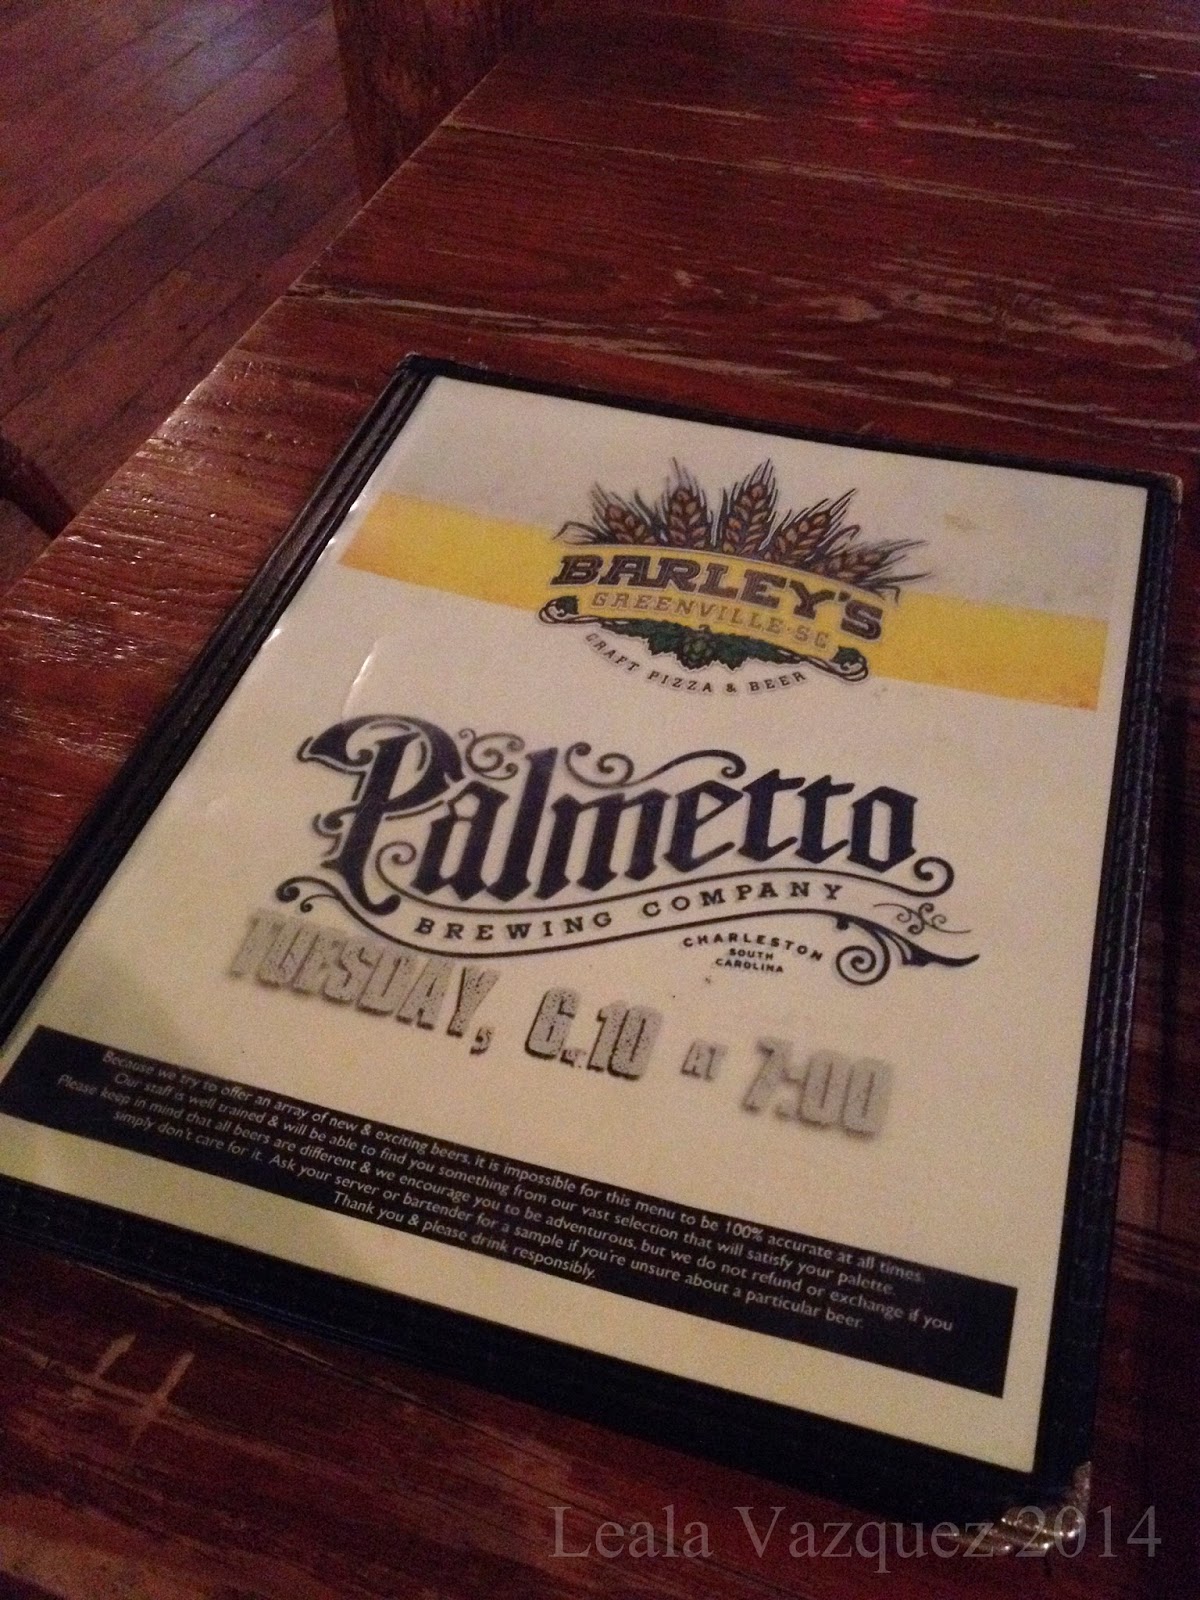 BARLEY'S
GREENVILLE·SC
CRAFT PIZZA & BEER
Palmetto
BREWING COMPANY
CHARLESTON
SOUTH
CAROLINA
TUESDAY, 6.10 AT 7:00
Because we try to offer an array of new & exciting beers, it is impossible for this menu to be 100% accurate at all times.
Our staff is well trained & will be able to find you something from our vast selection that will satisfy your palette.
Please keep in mind that all beers are different & we encourage you to be adventurous, but we do not refund or exchange if you
simply don't care for it. Ask your server or bartender for a sample if you're unsure about a particular beer.
Thank you & please drink responsibly.
Leala Vazquez 2014